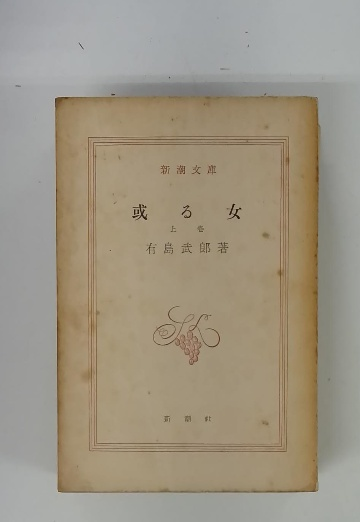 新潮文庫
或る女
上巻
有島武郎著
新潮社